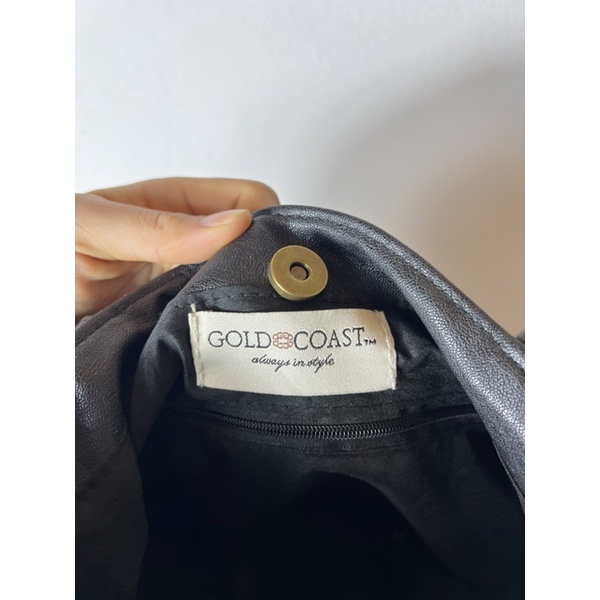 GOLD COAST™
always in style